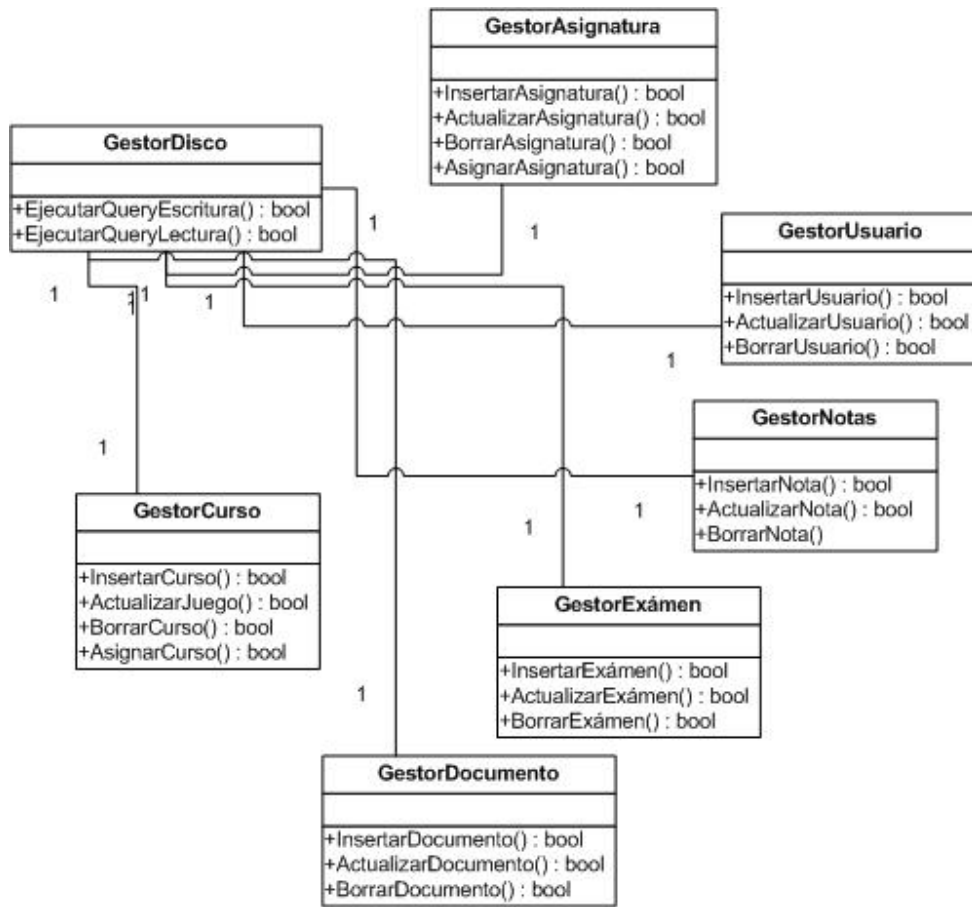 GestorAsignatura
+InsertarAsignatura() : bool
+ActualizarAsignatura() : bool
+BorrarAsignatura() : bool
+AsignarAsignatura() : bool
GestorDisco
+EjecutarQueryEscritura() : bool
+EjecutarQueryLectura() : bool
GestorUsuario
+InsertarUsuario() : bool
+ActualizarUsuario() : bool
+BorrarUsuario() : bool
1
1
1
1
1
1
1
1
1
GestorNotas
+InsertarNota() : bool
+ActualizarNota() : bool
+BorrarNota()
1
1
GestorCurso
+InsertarCurso() : bool
+ActualizarJuego() : bool
+BorrarCurso() : bool
+AsignarCurso() : bool
GestorExámen
+InsertarExámen() : bool
+ActualizarExámen() : bool
+BorrarExámen() : bool
1
GestorDocumento
+InsertarDocumento() : bool
+ActualizarDocumento() : bool
+BorrarDocumento() : bool